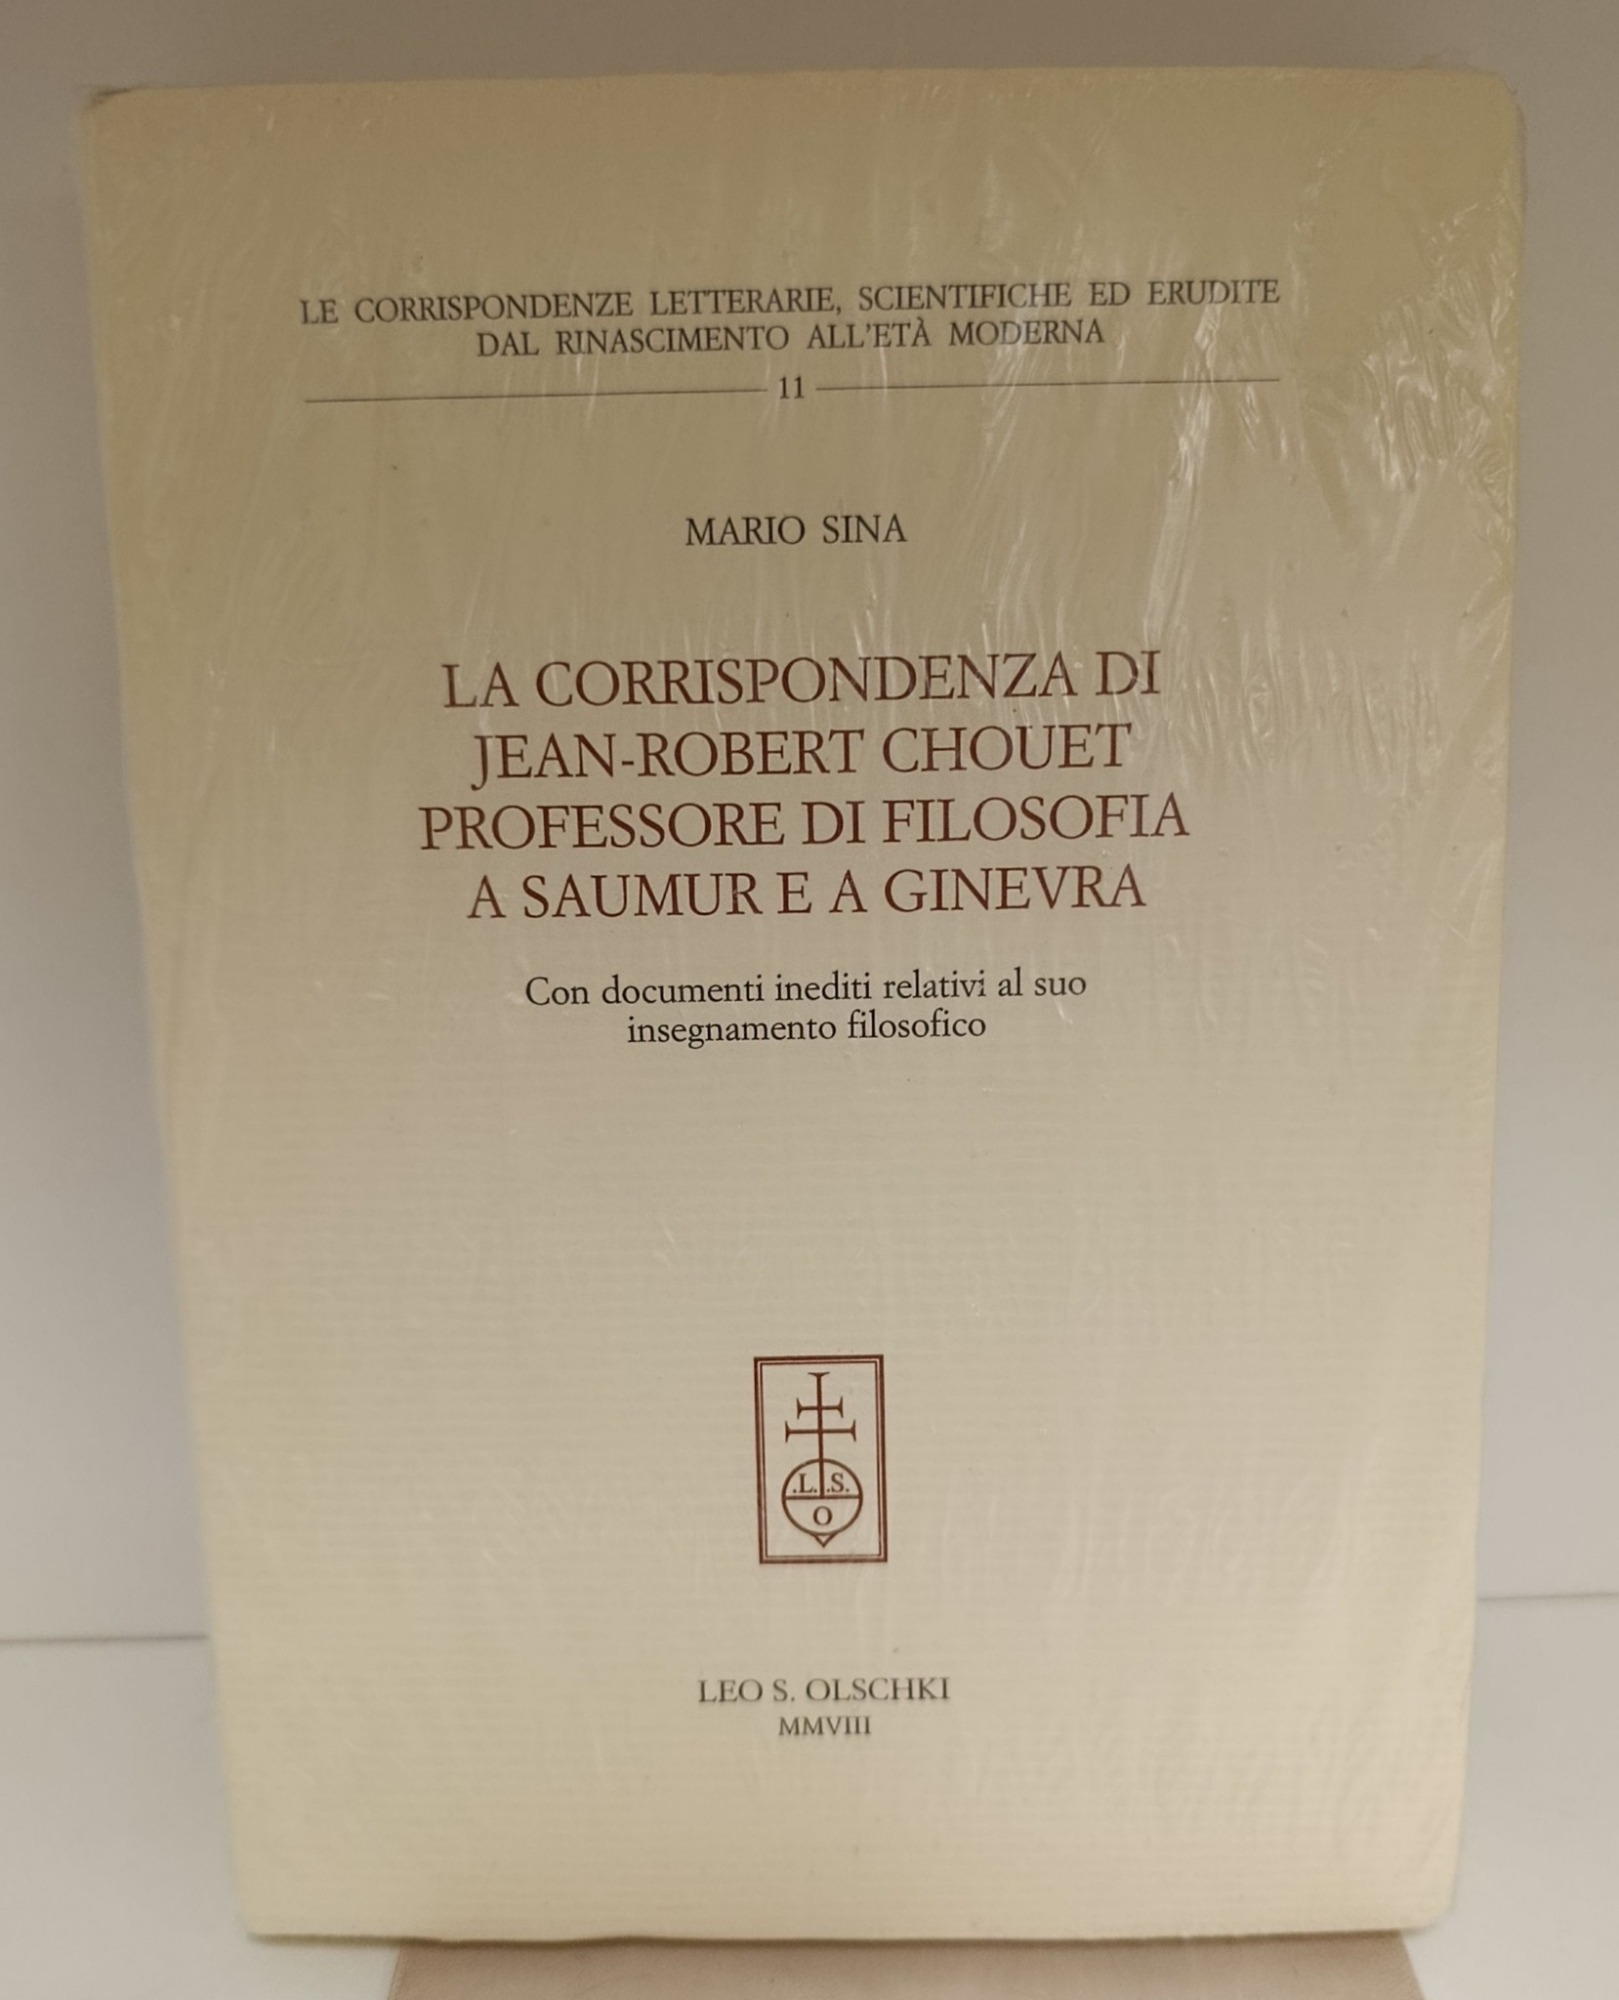 LE CORRISPONDENZE LETTERARIE, SCIENTIFICHE ED ERUDITE
DAL RINASCIMENTO ALL'ETÀ MODERNA
11
MARIO SINA
LA CORRISPONDENZA DI
JEAN-ROBERT CHOUET
PROFESSORE DI FILOSOFIA
A SAUMUR E A GINEVRA
Con documenti inediti relativi al suo
insegnamento filosofico
.L. .S.
O
LEO S. OLSCHKI
MMVIII